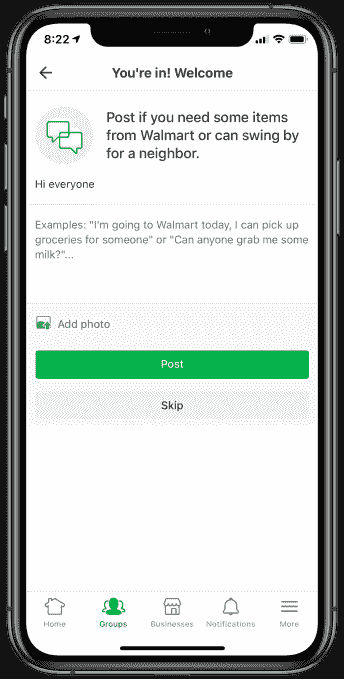 8:22
You're in! Welcome
Post if you need some items
from Walmart or can swing by
for a neighbor.
Hi everyone
Examples: "I'm going to Walmart today, I can pick up
groceries for someone" or "Can anyone grab me some
milk?"...
Add photo
Post
Skip
Home Groups Businesses Notifications More